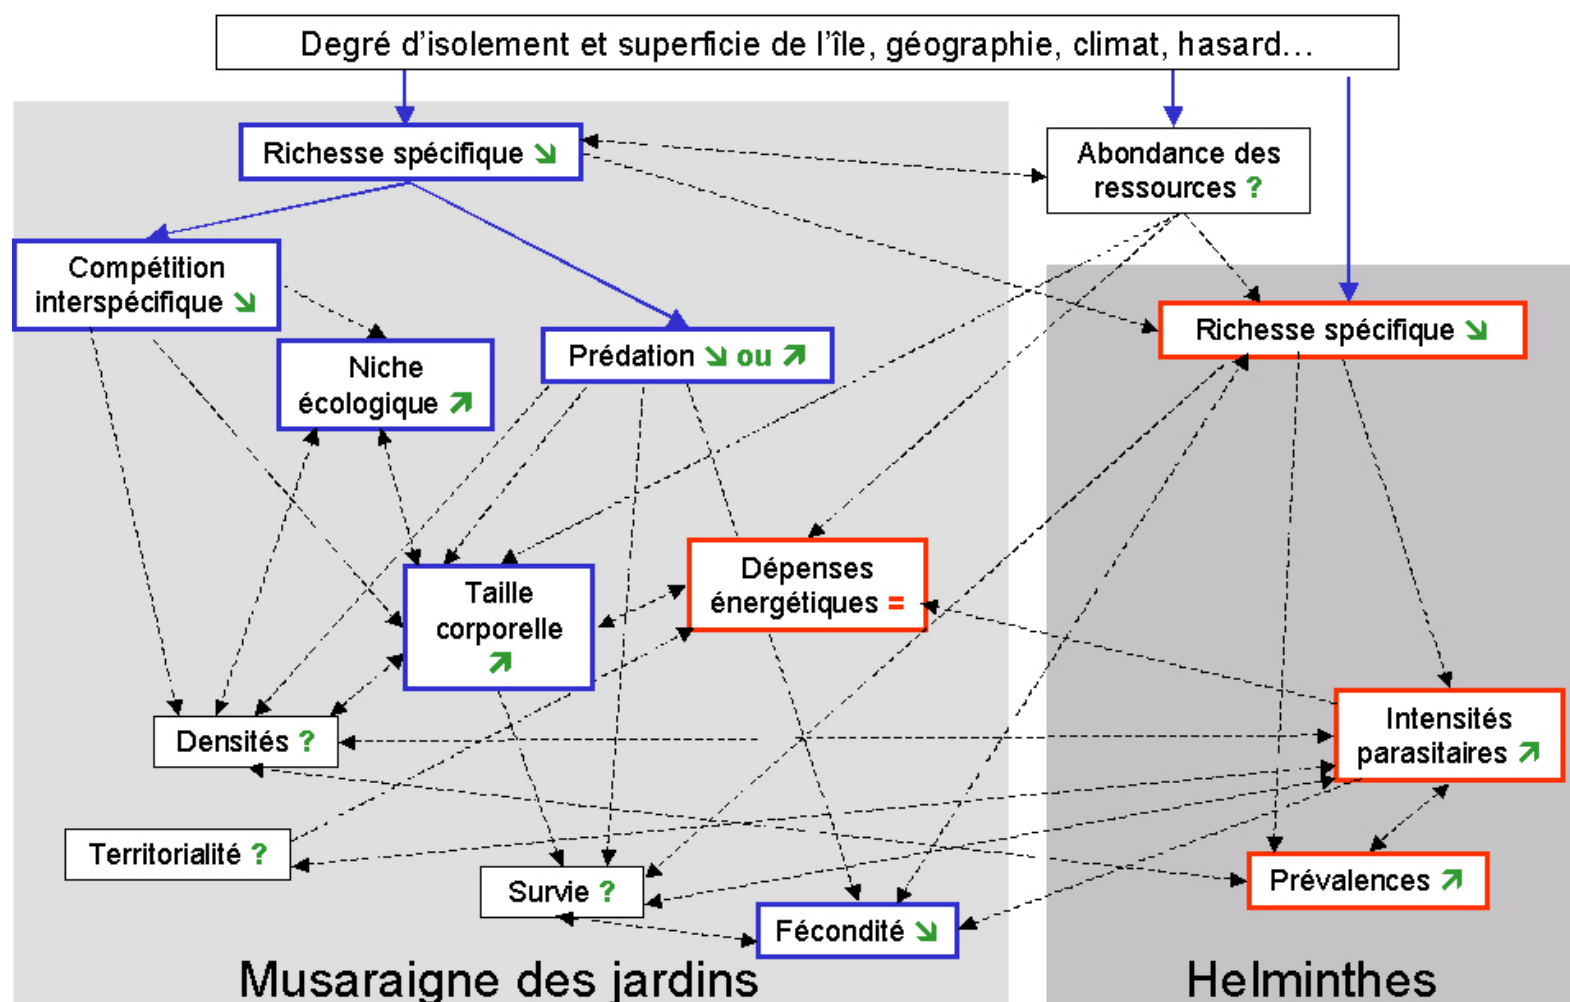 Degré d'isolement et superficie de l'île, géographie, climat, hasard...
Richesse spécifique ↘
Abondance des
ressources ?
Compétition
interspécifique ↘
Niche
écologique ↗
Prédation ↘ ou ↗
Richesse spécifique ↘
Taille
corporelle
↗
Dépenses
énergétiques =
Densités ?
Intensités
parasitaires ↗
Territorialité ?
Survie ?
Prévalences ↗
Fécondité ↘
Musaraigne des jardins
Helminthes